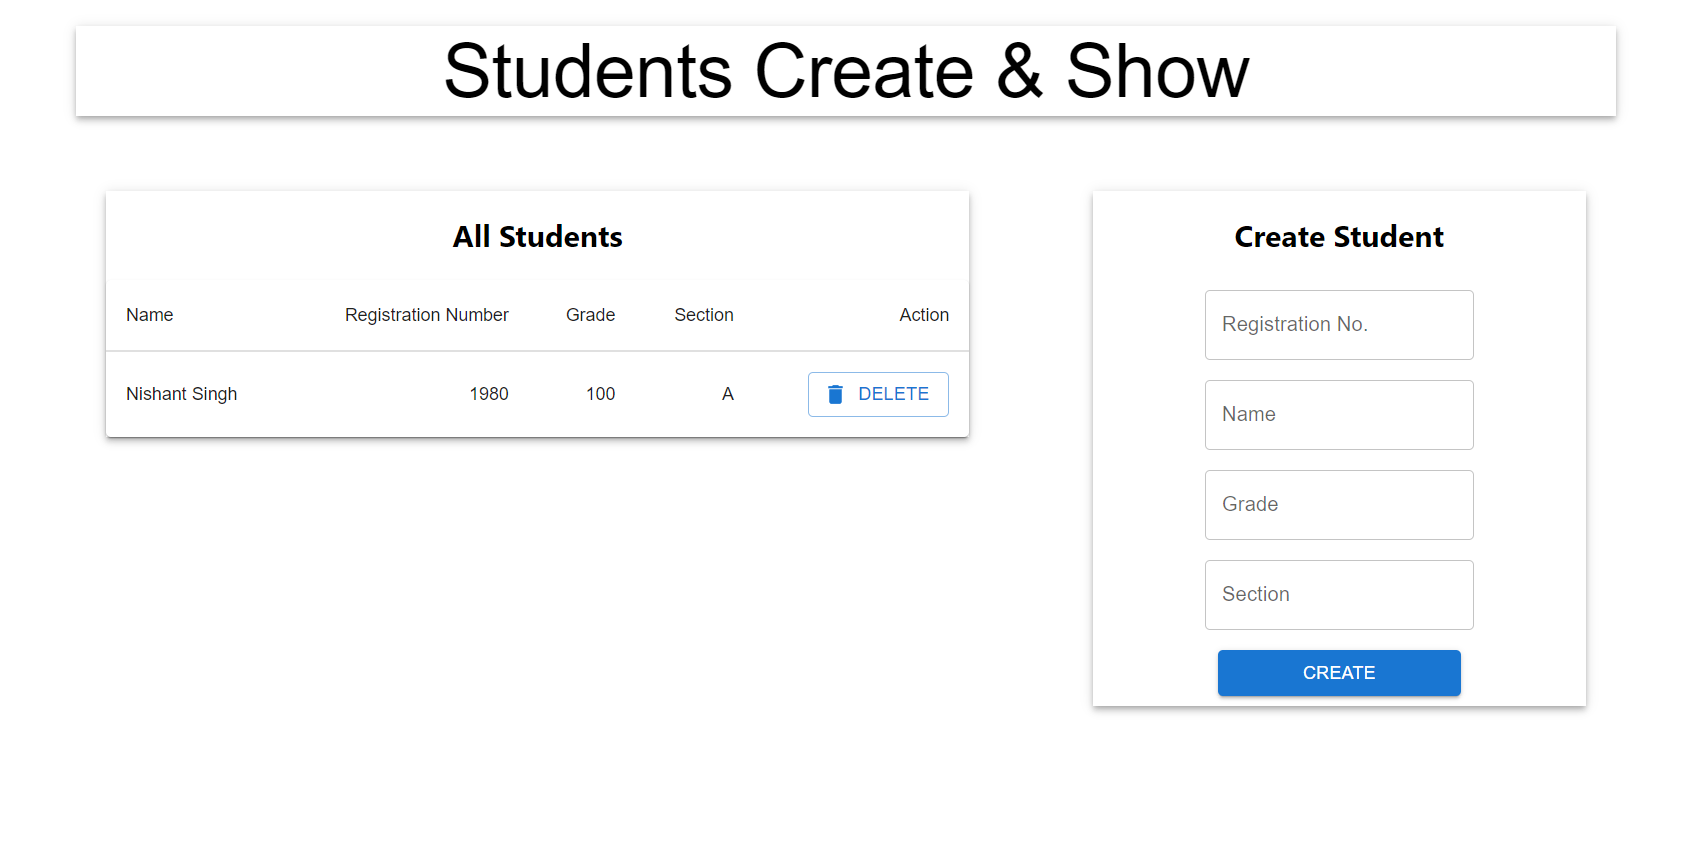 Students Create & Show
All Students
Name Registration Number Grade Section Action
Nishant Singh 1980 100 A DELETE
Create Student
Registration No.
Name
Grade
Section
CREATE